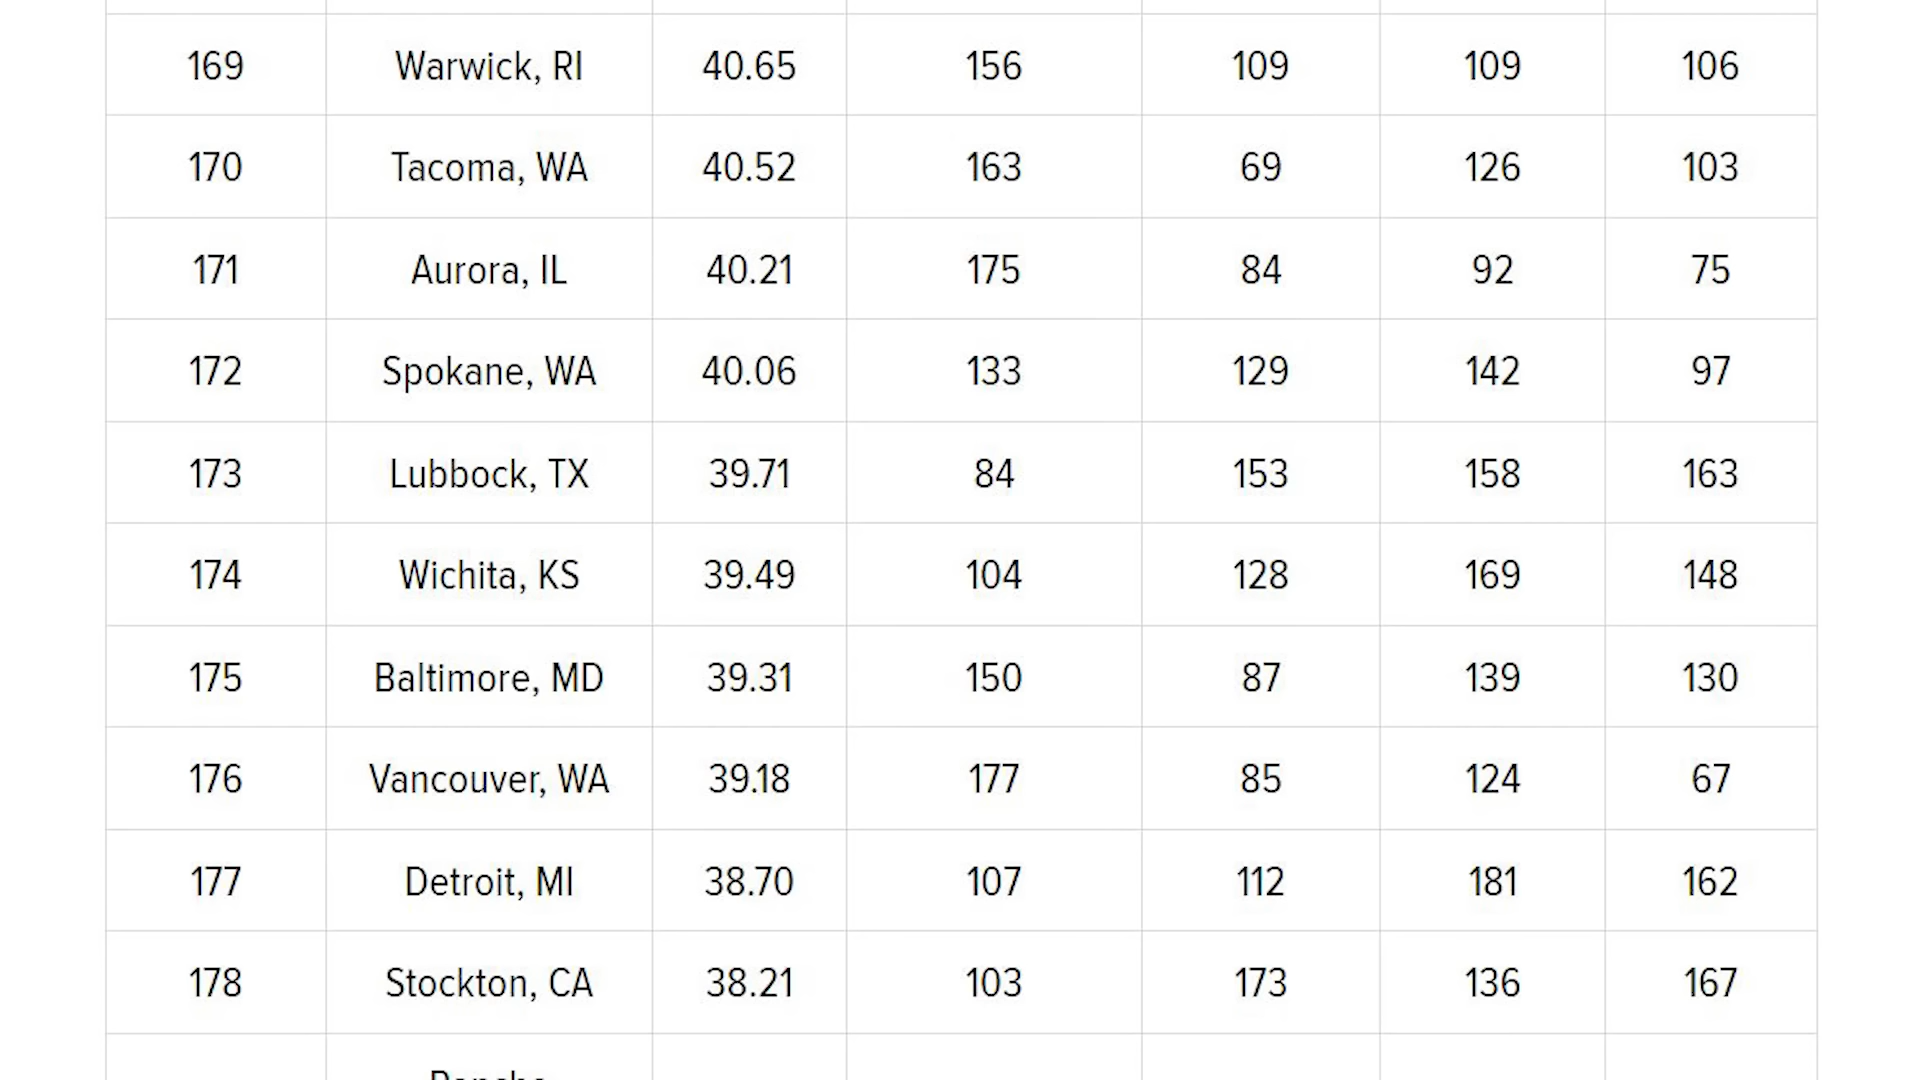 169 Warwick, RI 40.65 156 109 109 106
170 Tacoma, WA 40.52 163 69 126 103
171 Aurora, IL 40.21 175 84 92 75
172 Spokane, WA 40.06 133 129 142 97
173 Lubbock, TX 39.71 84 153 158 163
174 Wichita, KS 39.49 104 128 169 148
175 Baltimore, MD 39.31 150 87 139 130
176 Vancouver, WA 39.18 177 85 124 67
177 Detroit, MI 38.70 107 112 181 162
178 Stockton, CA 38.21 103 173 136 167